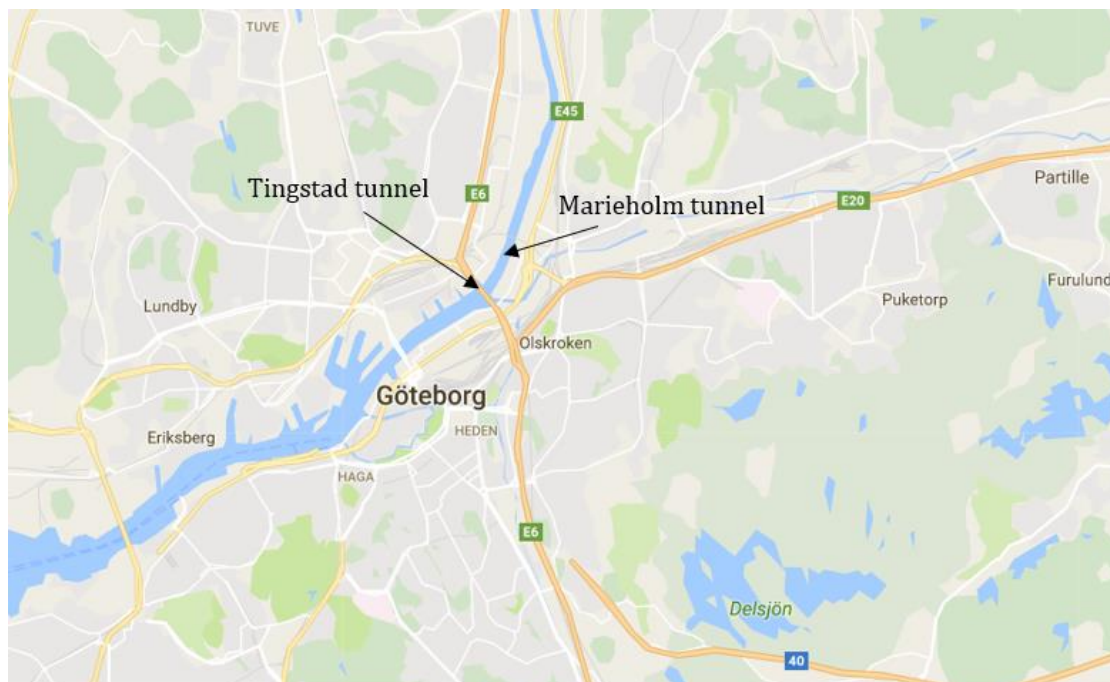 TUVE
E45
Tingstad tunnel
E6
Marieholm tunnel
E20
Partille
Lundby
Puketorp
Furulund
Olskroken
Göteborg
Eriksberg
HEDEN
HAGA
E6
Delsjön
40